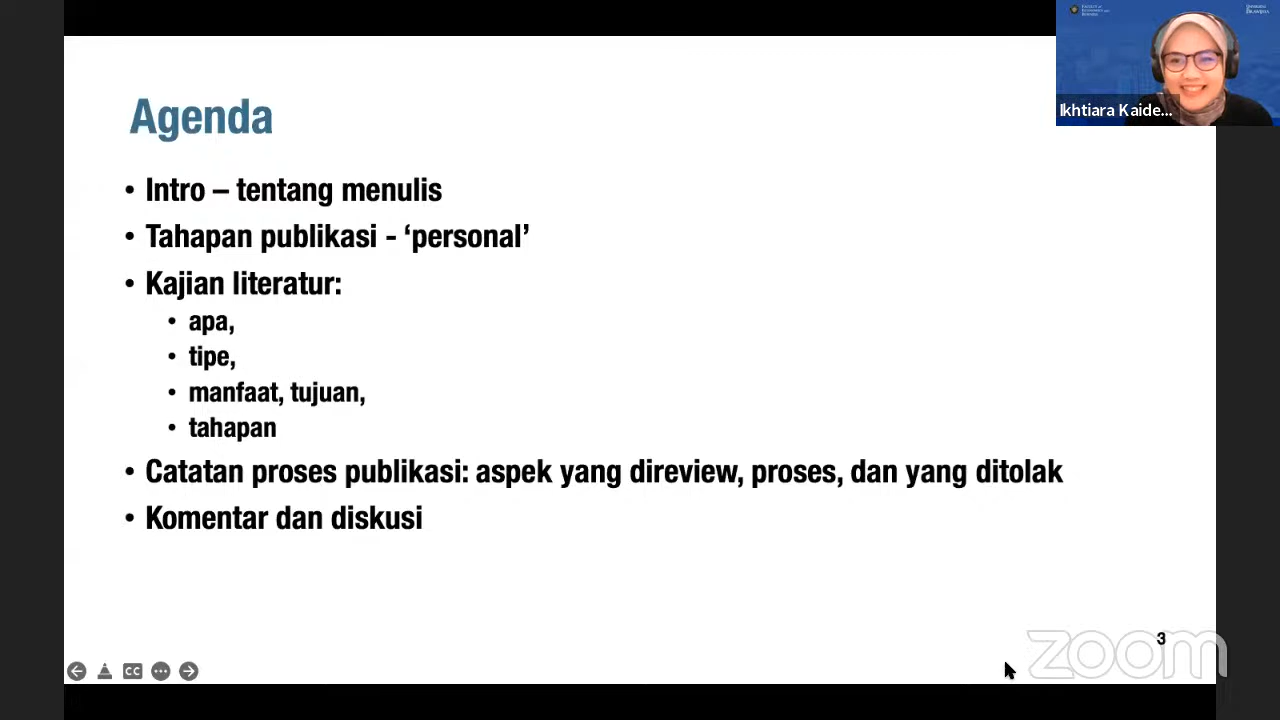 Agenda
• Intro – tentang menulis
• Tahapan publikasi - ‘personal’
• Kajian literatur:
• apa,
• tipe,
• manfaat, tujuan,
• tahapan
• Catatan proses publikasi: aspek yang direview, proses, dan yang ditolak
• Komentar dan diskusi
3
zoom
CC
Ikhtiara Kaide...